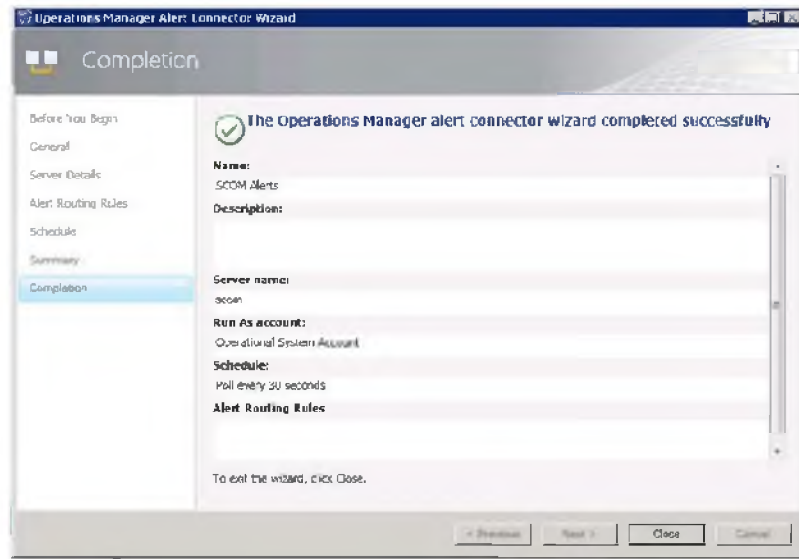 Operations Manager Alert Connector Wizard
Completion
Before You Begin
General
Server Details
Alert Routing Rules
Schedule
Summary
Completion
The Operations Manager alert connector wizard completed successfully
Name:
SCOM Alerts
Description:
Server name:
scom
Run As account:
Operational System Account
Schedule:
Poll every 30 seconds
Alert Routing Rules
To exit the wizard, click Close.
< Previous
Next >
Close
Cancel